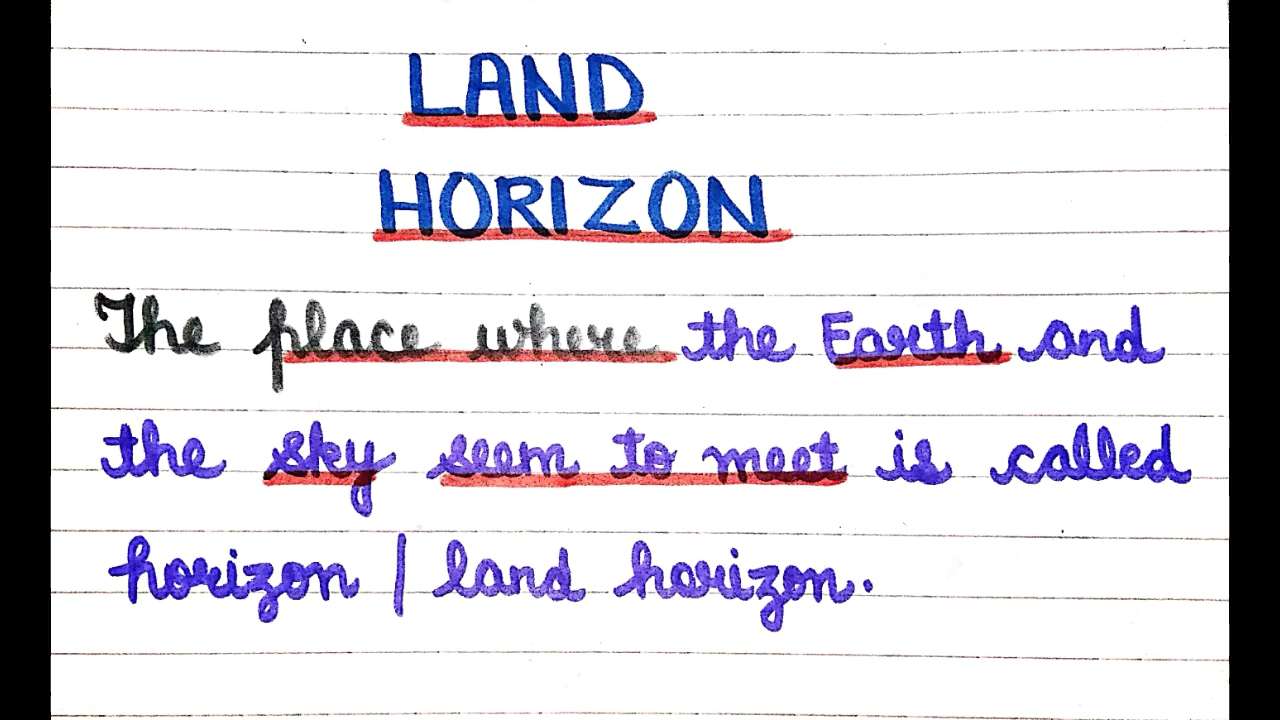 LAND
HORIZON
The place where the Earth and
the sky seem to meet is called
horizon / land horizon.